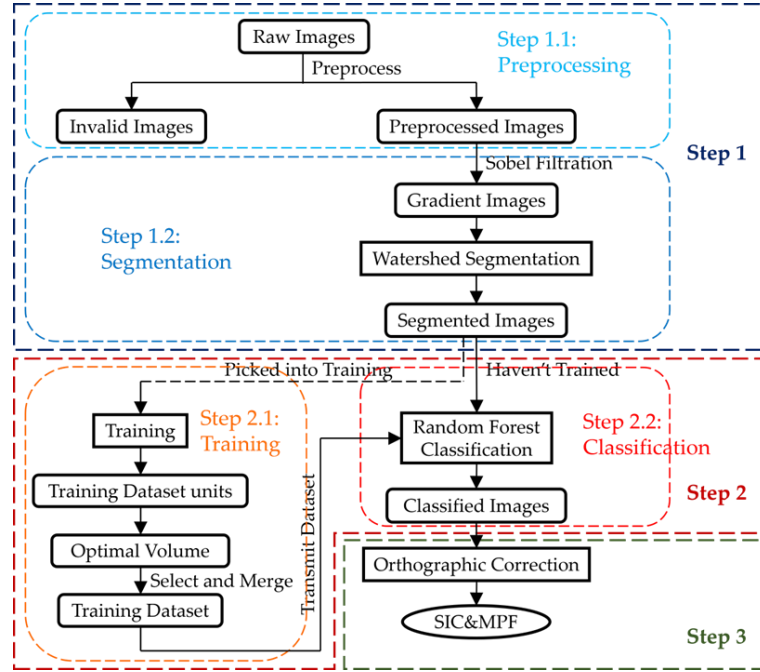 Raw Images
Step 1.1:
Preprocessing
Preprocess
Invalid Images
Preprocessed Images
Step 1
Sobel Filtration
Gradient Images
Step 1.2:
Segmentation
Watershed Segmentation
Segmented Images
Picked into Training
Haven't Trained
Step 2.1:
Training
Training
Random Forest
Classification
Step 2.2:
Classification
Training Dataset units
Classified Images
Step 2
Transmit Dataset
Optimal Volume
Select and Merge
Training Dataset
Orthographic Correction
SIC&MPF
Step 3